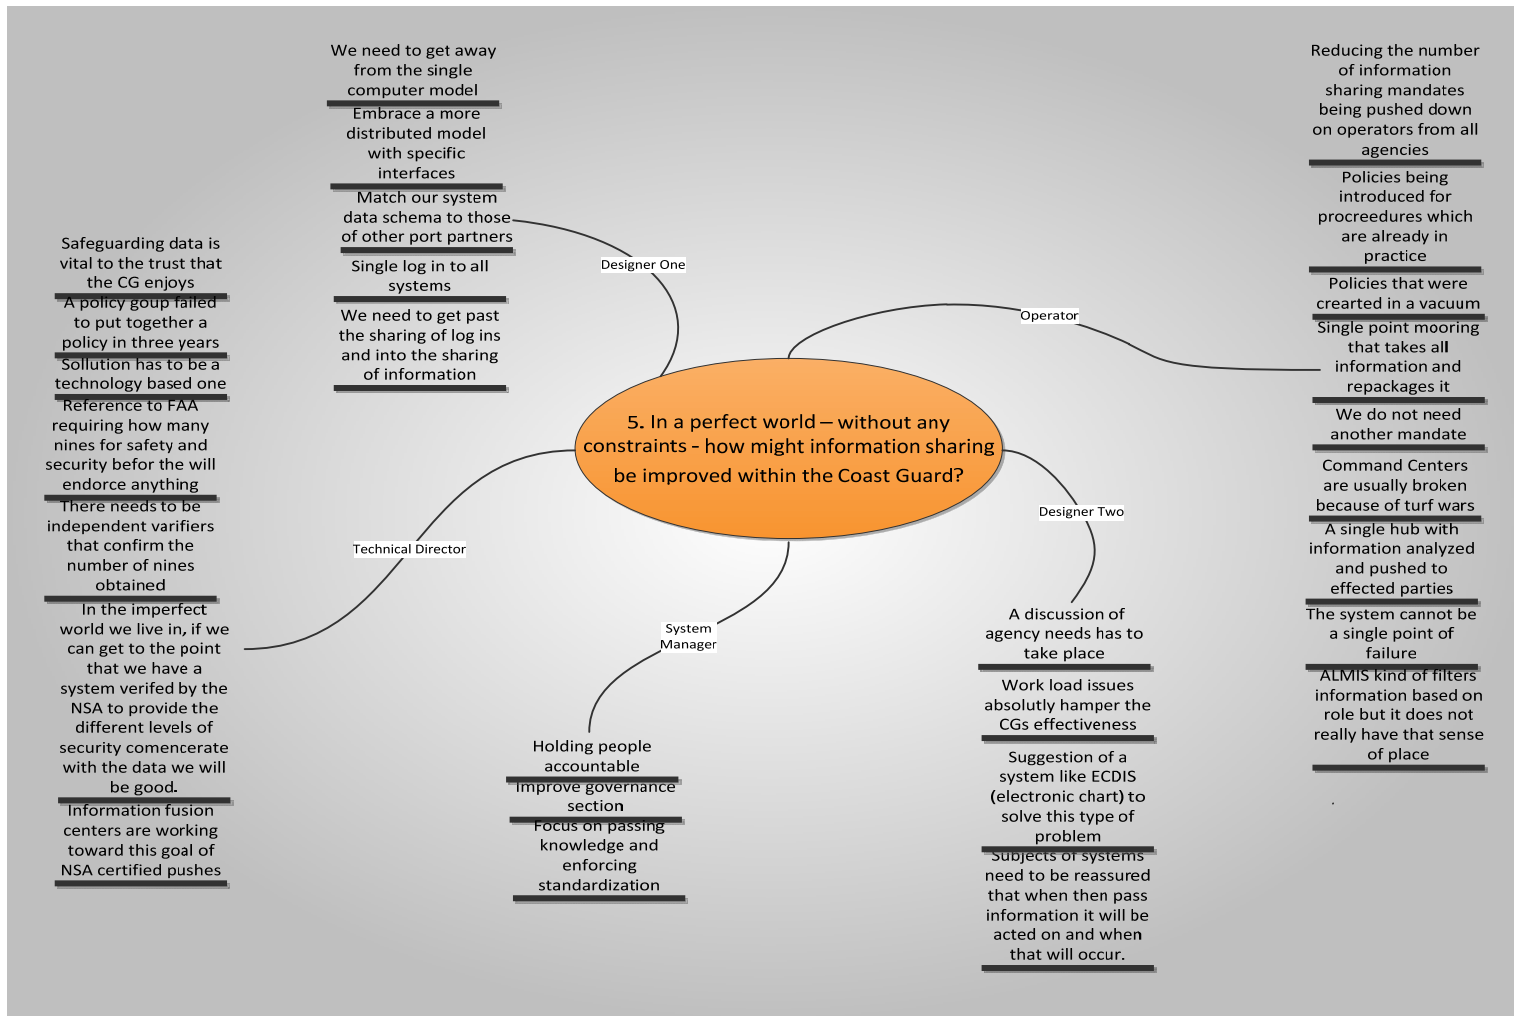 We need to get away
from the single
computer model
Embrace a more
distributed model
with specific
interfaces
Match our system
data schema to those
of other port partners
Single log in to all
systems
We need to get past
the sharing of log ins
and into the sharing
of information
Designer One
Operator
Reducing the number
of information
sharing mandates
being pushed down
on operators from all
agencies
Policies being
introduced for
procreedures which
are already in
practice
Policies that were
crearted in a vacuum
Single point mooring
that takes all
information and
repackages it
We do not need
another mandate
Command Centers
are usually broken
because of turf wars
A single hub with
information analyzed
and pushed to
effected parties
The system cannot be
a single point of
failure
ALMIS kind of filters
information based on
role but it does not
really have that sense
of place
5. In a perfect world – without any
constraints - how might information sharing
be improved within the Coast Guard?
Safeguarding data is
vital to the trust that
the CG enjoys
A policy goup failed
to put together a
policy in three years
Sollution has to be a
technology based one
Reference to FAA
requiring how many
nines for safety and
security befor the will
endorce anything
There needs to be
independent varifiers
that confirm the
number of nines
obtained
In the imperfect
world we live in, if we
can get to the point
that we have a
system verifed by the
NSA to provide the
different levels of
security comencerate
with the data we will
be good.
Information fusion
centers are working
toward this goal of
NSA certified pushes
Technical Director
System
Manager
Holding people
accountable
Improve governance
section
Focus on passing
knowledge and
enforcing
standardization
Designer Two
A discussion of
agency needs has to
take place
Work load issues
absolutly hamper the
CGs effectiveness
Suggestion of a
system like ECDIS
(electronic chart) to
solve this type of
problem
Subjects of systems
need to be reassured
that when then pass
information it will be
acted on and when
that will occur.